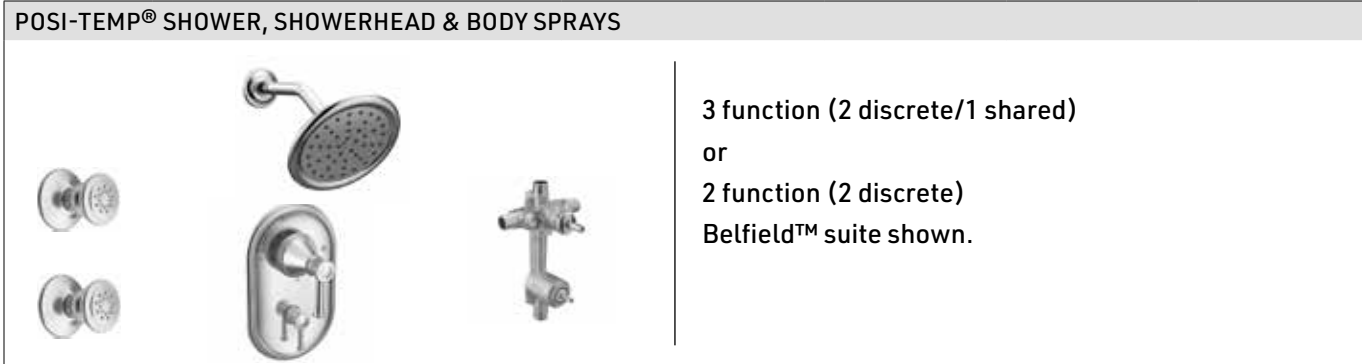 POSI-TEMP® SHOWER, SHOWERHEAD & BODY SPRAYS
3 function (2 discrete/1 shared)
or
2 function (2 discrete)
Belfield™ suite shown.